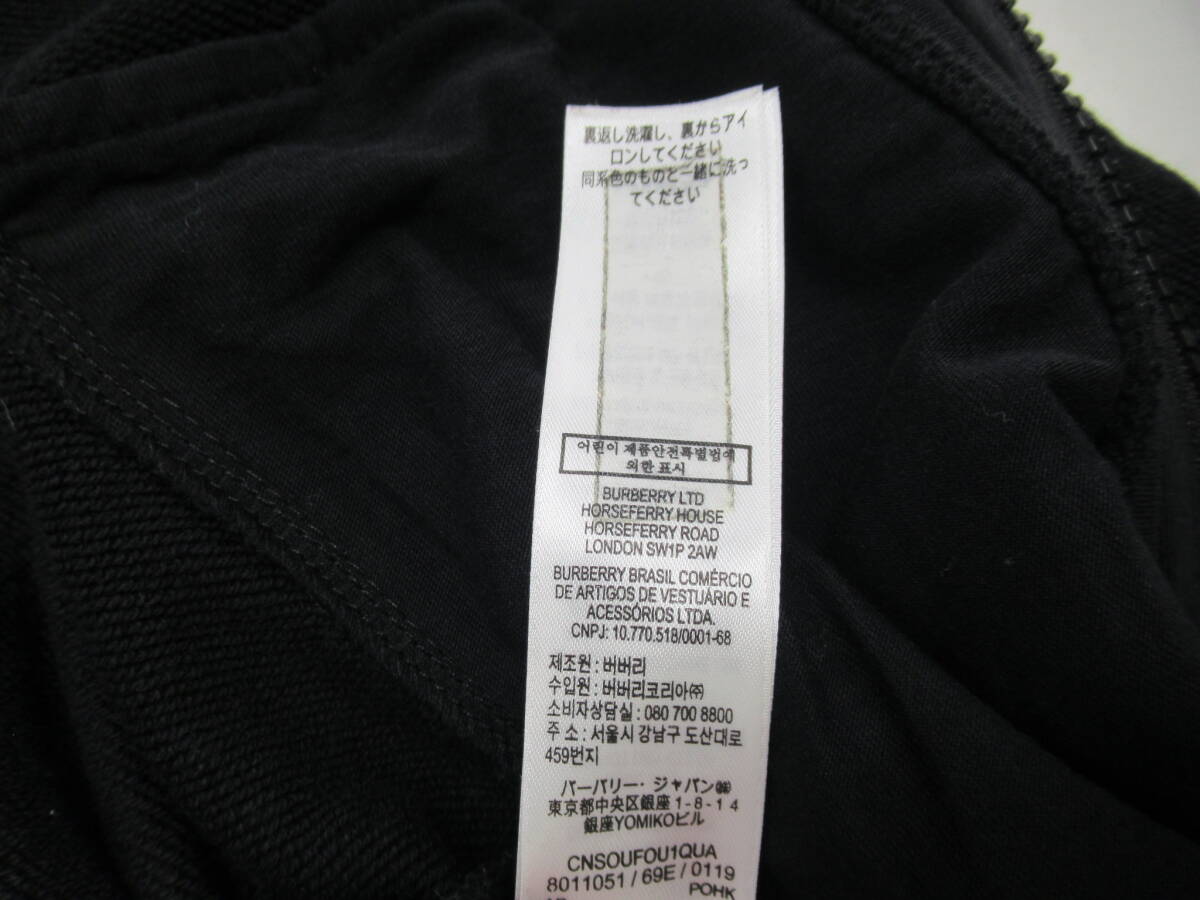 裏返し洗濯し、裏からアイ
ロンしてください
同系色のものと一緒に洗っ
てください
어린이 제품안전특별법에
의한 표시
BURBERRY LTD
HORSEFERRY HOUSE
HORSEFERRY ROAD
LONDON SW1P 2AW
BURBERRY BRASIL COMÉRCIO
DE ARTIGOS DE VESTUÁRIO E
ACESSÓRIOS LTDA.
CNPJ: 10.770.518/0001-68
제조원 : 버버리
수입원 : 버버리코리아㈜
소비자상담실 : 080 700 8800
주 소 : 서울시 강남구 도산대로
459번지
バーバリー・ジャパン㈱
東京都中央区銀座1-8-14
銀座YOMIKOビル
CNSOUFOU1QUA
8011051 / 69E / 0119
POHK